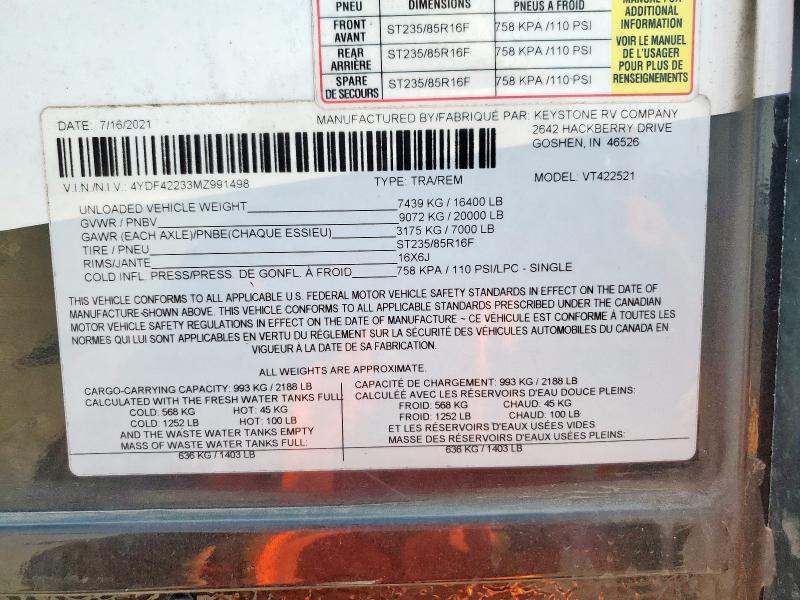 PNEU DIMENSIONS PNEUS A FROID
FRONT AVANT ST235/85R16F 758 KPA /110 PSI
REAR ARRIÈRE ST235/85R16F 758 KPA /110 PSI
SPARE DE SECOURS ST235/85R16F 758 KPA /110 PSI
MANUAL FOR
ADDITIONAL
INFORMATION
VOIR LE MANUEL
DE L'USAGER
POUR PLUS DE
RENSEIGNEMENTS
DATE: 7/16/2021
MANUFACTURED BY/FABRIQUÉ PAR: KEYSTONE RV COMPANY
2642 HACKBERRY DRIVE
GOSHEN, IN 46526
V.I.N./N.I.V.: 4YDF42233MZ991498 TYPE: TRA/REM MODEL: VT422521
UNLOADED VEHICLE WEIGHT 7439 KG / 16400 LB
GVWR / PNBV 9072 KG / 20000 LB
GAWR (EACH AXLE)/PNBE(CHAQUE ESSIEU) 3175 KG / 7000 LB
TIRE / PNEU ST235/85R16F
RIMS/JANTE 16X6J
COLD INFL. PRESS/PRESS. DE GONFL. À FROID 758 KPA / 110 PSI/LPC - SINGLE
THIS VEHICLE CONFORMS TO ALL APPLICABLE U.S. FEDERAL MOTOR VEHICLE SAFETY STANDARDS IN EFFECT ON THE DATE OF
MANUFACTURE SHOWN ABOVE. THIS VEHICLE CONFORMS TO ALL APPLICABLE STANDARDS PRESCRIBED UNDER THE CANADIAN
MOTOR VEHICLE SAFETY REGULATIONS IN EFFECT ON THE DATE OF MANUFACTURE ~ CE VÉHICULE EST CONFORME À TOUTES LES
NORMES QUI LUI SONT APPLICABLES EN VERTU DU RÉGLEMENT SUR LA SÉCURITÉ DES VÉHICULES AUTOMOBILES DU CANADA EN
VIGUEUR À LA DATE DE SA FABRICATION.
ALL WEIGHTS ARE APPROXIMATE.
CARGO-CARRYING CAPACITY: 993 KG / 2188 LB
CALCULATED WITH THE FRESH WATER TANKS FULL
COLD: 568 KG HOT: 45 KG
COLD: 1252 LB HOT: 100 LB
AND THE WASTE WATER TANKS EMPTY
MASS OF WASTE WATER TANKS FULL:
636 KG / 1403 LB
CAPACITÉ DE CHARGEMENT: 993 KG / 2188 LB
CALCULÉE AVEC LES RÉSERVOIRS D'EAU DOUCE PLEINS:
FROID: 568 KG CHAUD: 45 KG
FROID: 1252 LB CHAUD: 100 LB
ET LES RÉSERVOIRS D'EAUX USÉES VIDES
MASSE DES RÉSERVOIRS D'EAUX USÉES PLEINS:
636 KG / 1403 LB